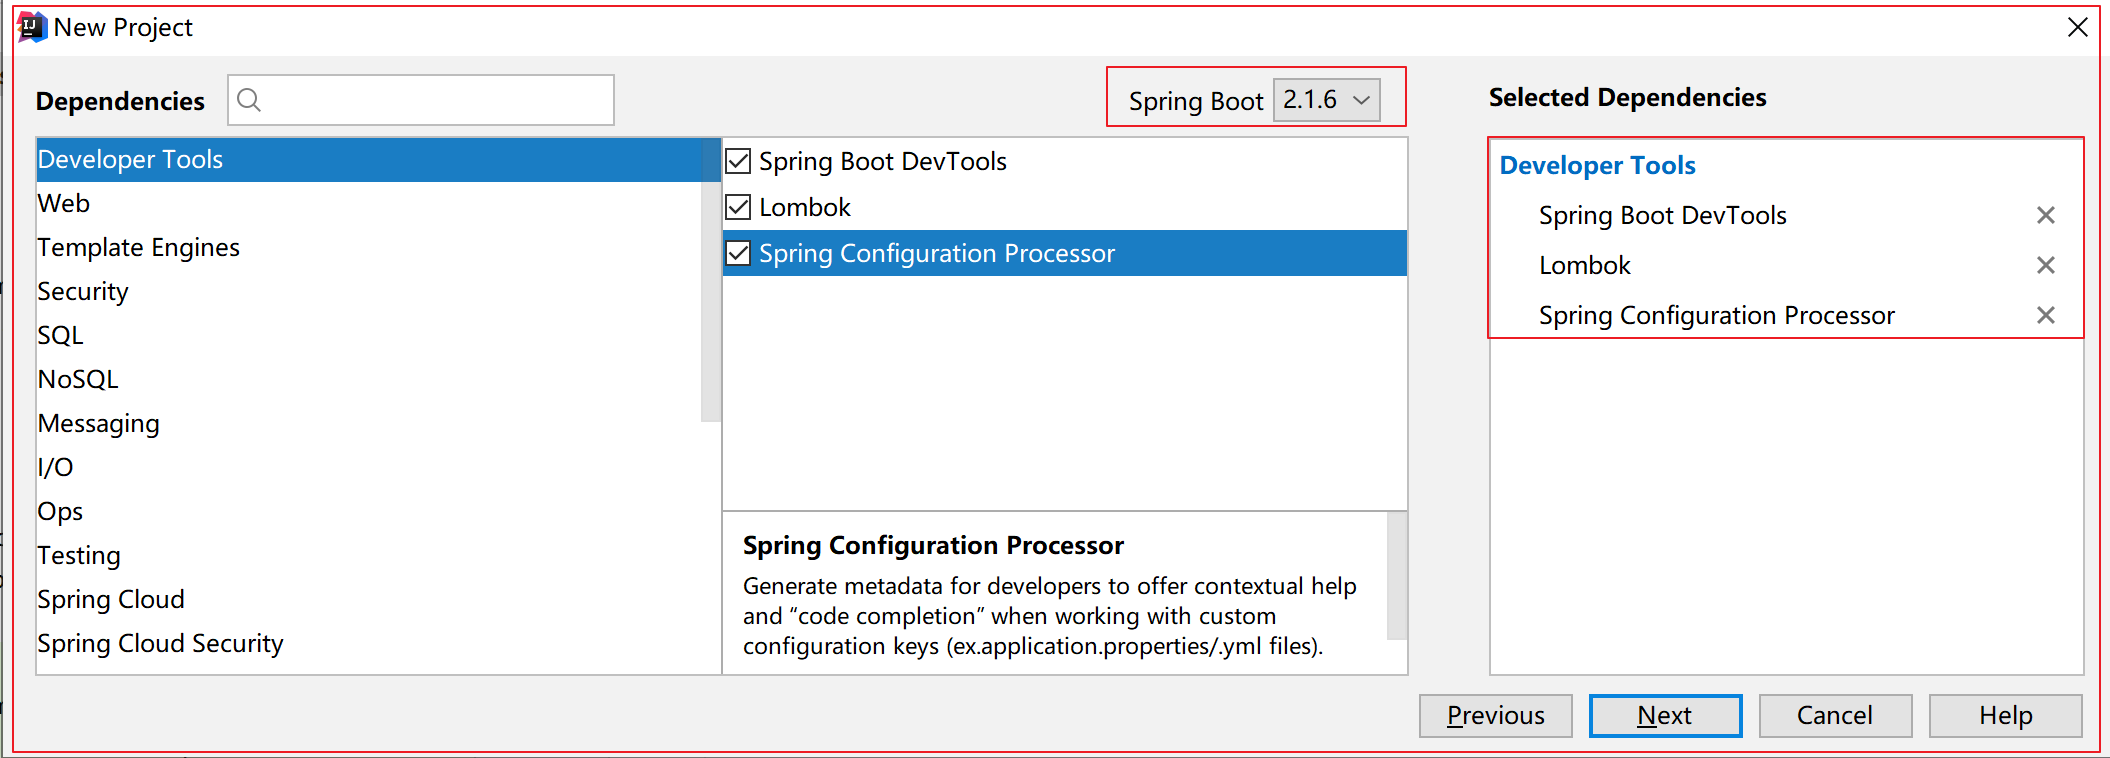 New Project
Dependencies
Spring Boot 2.1.6
Selected Dependencies
Developer Tools
Web
Template Engines
Security
SQL
NoSQL
Messaging
I/O
Ops
Testing
Spring Cloud
Spring Cloud Security
Spring Boot DevTools
Lombok
Spring Configuration Processor
Spring Configuration Processor
Generate metadata for developers to offer contextual help
and “code completion” when working with custom
configuration keys (ex.application.properties/.yml files).
Developer Tools
Spring Boot DevTools
Lombok
Spring Configuration Processor
Previous
Next
Cancel
Help